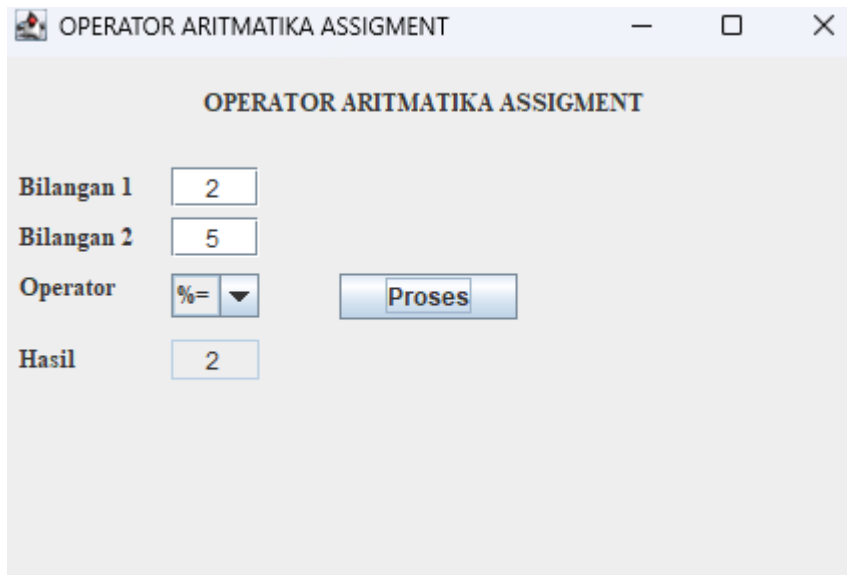 OPERATOR ARITMATIKA ASSIGMENT
OPERATOR ARITMATIKA ASSIGMENT
Bilangan 1 2
Bilangan 2 5
Operator %= Proses
Hasil 2